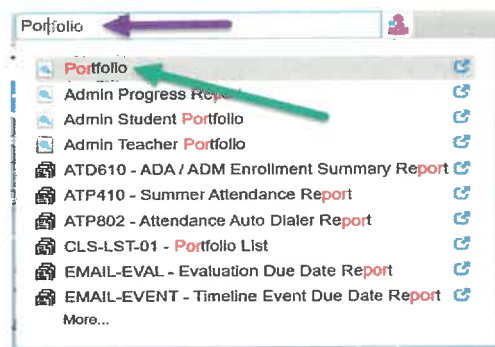 Portfolio
Portfolio
Admin Progress Report
Admin Student Portfolio
Admin Teacher Portfolio
ATD610 - ADA / ADM Enrollment Summary Report
ATP410 - Summer Attendance Report
ATP802 - Attendance Auto Dialer Report
CLS-LST-01 - Portfolio List
EMAIL-EVAL - Evaluation Due Date Report
EMAIL-EVENT - Timeline Event Due Date Report
More...